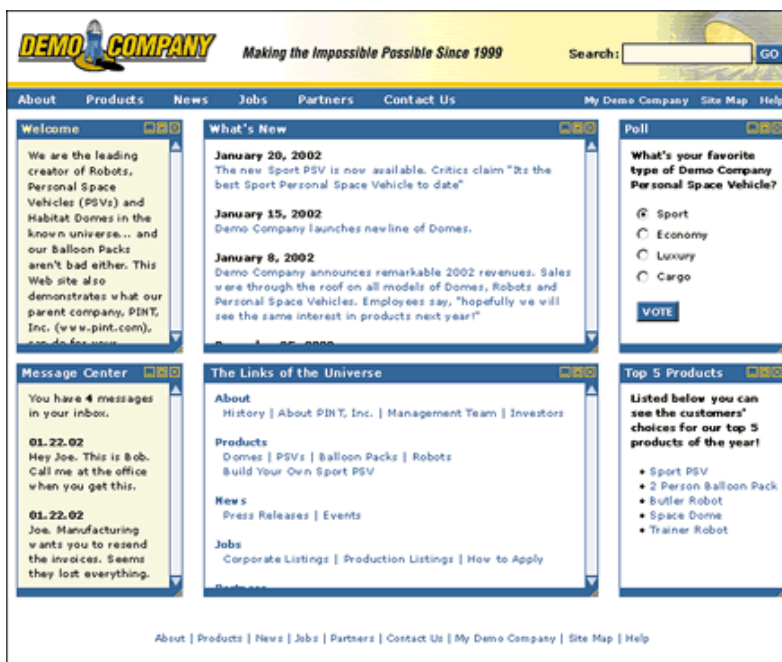 DEMO COMPANY
Making the Impossible Possible Since 1999
Search:
GO
About Products News Jobs Partners Contact Us
My Demo Company Site Map Help
Welcome
We are the leading
creator of Robots,
Personal Space
Vehicles (PSVs) and
Habitat Domes in the
known universe... and
our Balloon Packs
aren't bad either. This
Web site also
demonstrates what our
parent company, PINT,
Inc. (www.pint.com),
can do for your
What's New
January 20, 2002
The new Sport PSV is now available. Critics claim "Its the
best Sport Personal Space Vehicle to date"
January 15, 2002
Demo Company launches new line of Domes.
January 8, 2002
Demo Company announces remarkable 2002 revenues. Sales
were through the roof on all models of Domes, Robots and
Personal Space Vehicles. Employees say, "hopefully we will
see the same interest in products next year!"
Poll
What's your favorite
type of Demo Company
Personal Space Vehicle?
Sport
Economy
Luxury
Cargo
VOTE
Message Center
You have 4 messages
in your inbox.
01.22.02
Hey Joe. This is Bob.
Call me at the office
when you get this.
01.22.02
Joe. Manufacturing
wants you to resend
the invoices. Seems
they lost everything.
The Links of the Universe
About
History | About PINT, Inc. | Management Team | Investors
Products
Domes | PSVs | Balloon Packs | Robots
Build Your Own Sport PSV
News
Press Releases | Events
Jobs
Corporate Listings | Production Listings | How to Apply
Partners
Top 5 Products
Listed below you can
see the customers'
choices for our top 5
products of the year!
• Sport PSV
• 2 Person Balloon Pack
• Butler Robot
• Space Dome
• Trainer Robot
About | Products | News | Jobs | Partners | Contact Us | My Demo Company | Site Map | Help